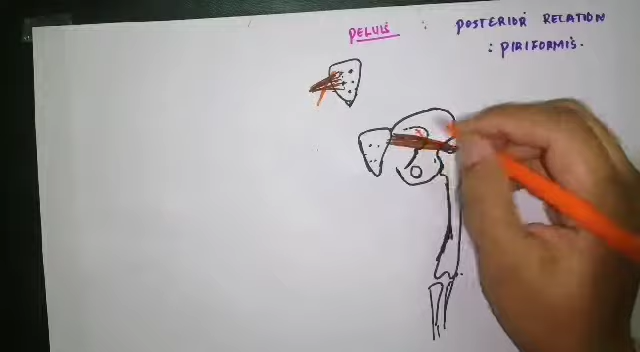 PELVIS : POSTERIOR RELATION
: PIRIFORMIS.